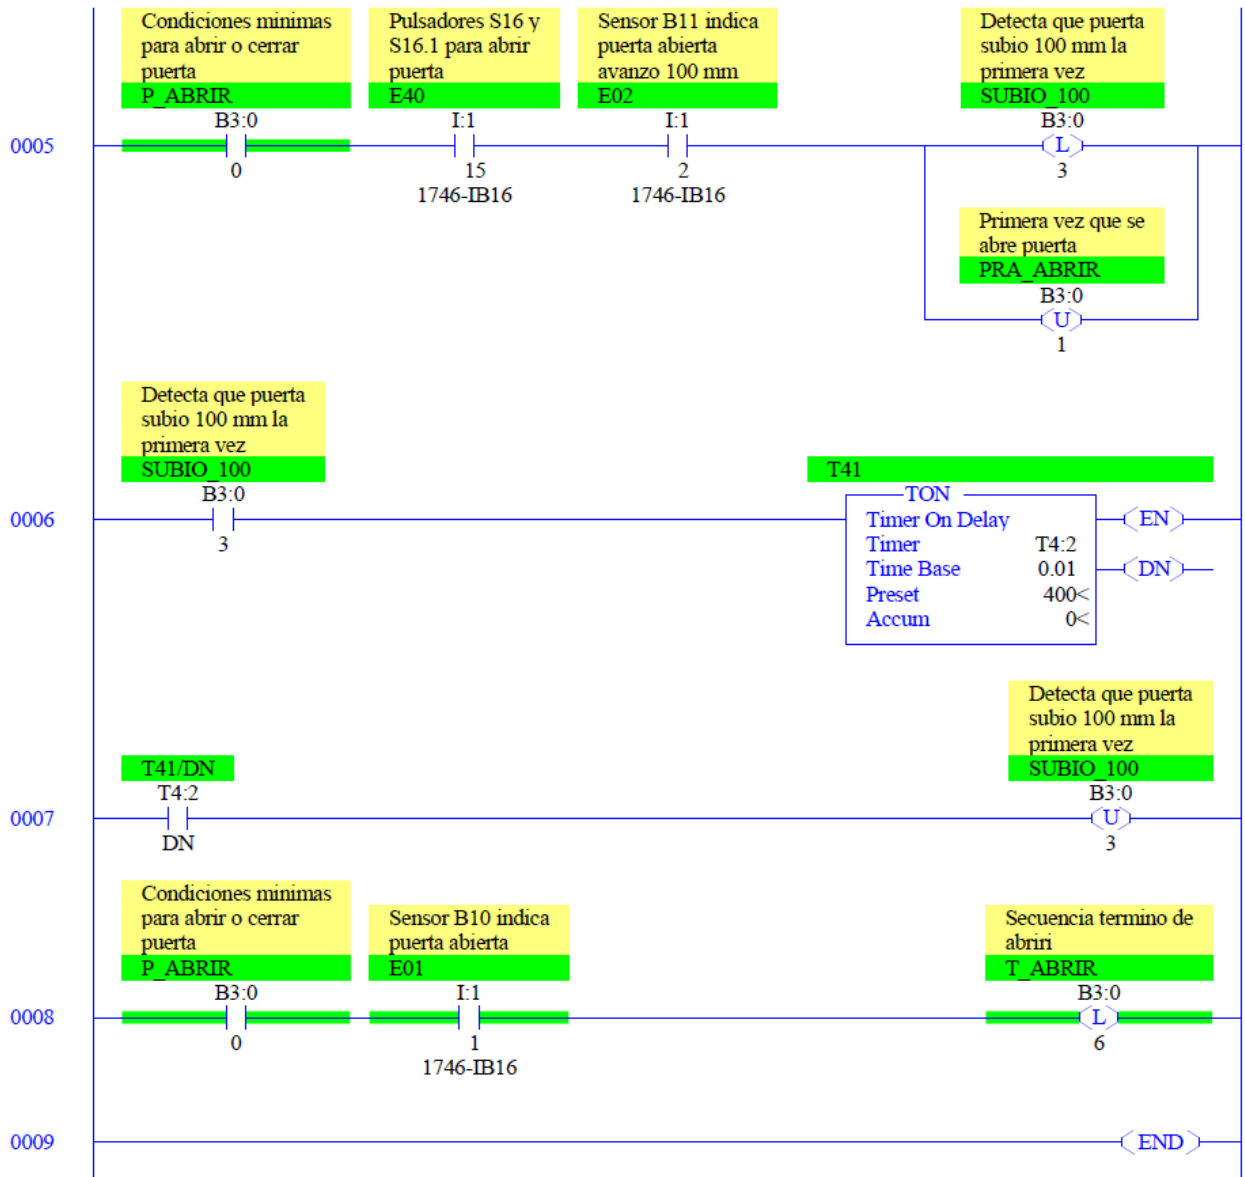 Condiciones minimas
para abrir o cerrar
puerta
P_ABRIR
B3:0
0
Pulsadores S16 y
S16.1 para abrir
puerta
E40
I:1
15
1746-IB16
Sensor B11 indica
puerta abierta
avanzo 100 mm
E02
I:1
2
1746-IB16
Detecta que puerta
subio 100 mm la
primera vez
SUBIO_100
B3:0
L
3
0005
Primera vez que se
abre puerta
PRA_ABRIR
B3:0
U
1
Detecta que puerta
subio 100 mm la
primera vez
SUBIO_100
B3:0
3
0006
T41
TON
Timer On Delay
Timer T4:2
Time Base 0.01
Preset 400<
Accum 0<
EN
DN
T41/DN
T4:2
DN
0007
Detecta que puerta
subio 100 mm la
primera vez
SUBIO_100
B3:0
U
3
Condiciones minimas
para abrir o cerrar
puerta
P_ABRIR
B3:0
0
Sensor B10 indica
puerta abierta
E01
I:1
1
1746-IB16
Secuencia termino de
abriri
T_ABRIR
B3:0
L
6
0008
0009
END